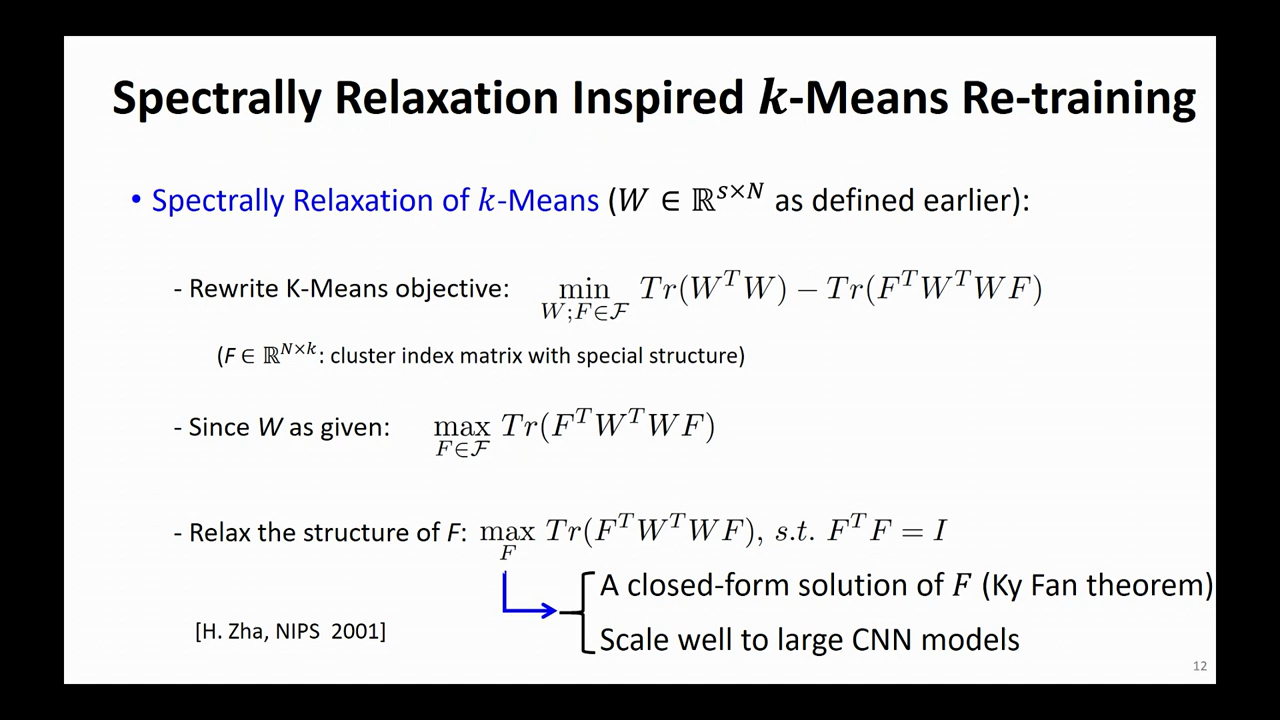 Spectrally Relaxation Inspired k-Means Re-training
• Spectrally Relaxation of k-Means (W ∈ ℝ^{s×N} as defined earlier):
- Rewrite K-Means objective: min_{W;F∈ℱ} Tr(W^T W) − Tr(F^T W^T W F)
(F ∈ ℝ^{N×k}: cluster index matrix with special structure)
- Since W as given: max_{F∈ℱ} Tr(F^T W^T W F)
- Relax the structure of F: max_F Tr(F^T W^T W F), s.t. F^T F = I
A closed-form solution of F (Ky Fan theorem)
[H. Zha, NIPS 2001]
Scale well to large CNN models
12